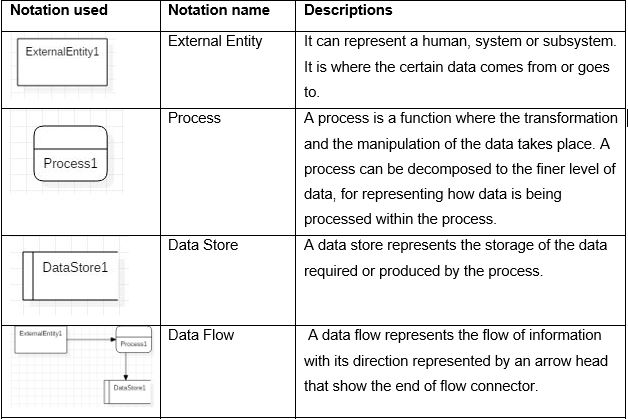 Notation used
Notation name
Descriptions
ExternalEntity1
External Entity
It can represent a human, system or subsystem.
It is where the certain data comes from or goes
to.
Process1
Process
A process is a function where the transformation
and the manipulation of the data takes place. A
process can be decomposed to the finer level of
data, for representing how data is being
processed within the process.
DataStore1
Data Store
A data store represents the storage of the data
required or produced by the process.
ExternalEntity1
Process1
DataStore1
Data Flow
A data flow represents the flow of information
with its direction represented by an arrow head
that show the end of flow connector.